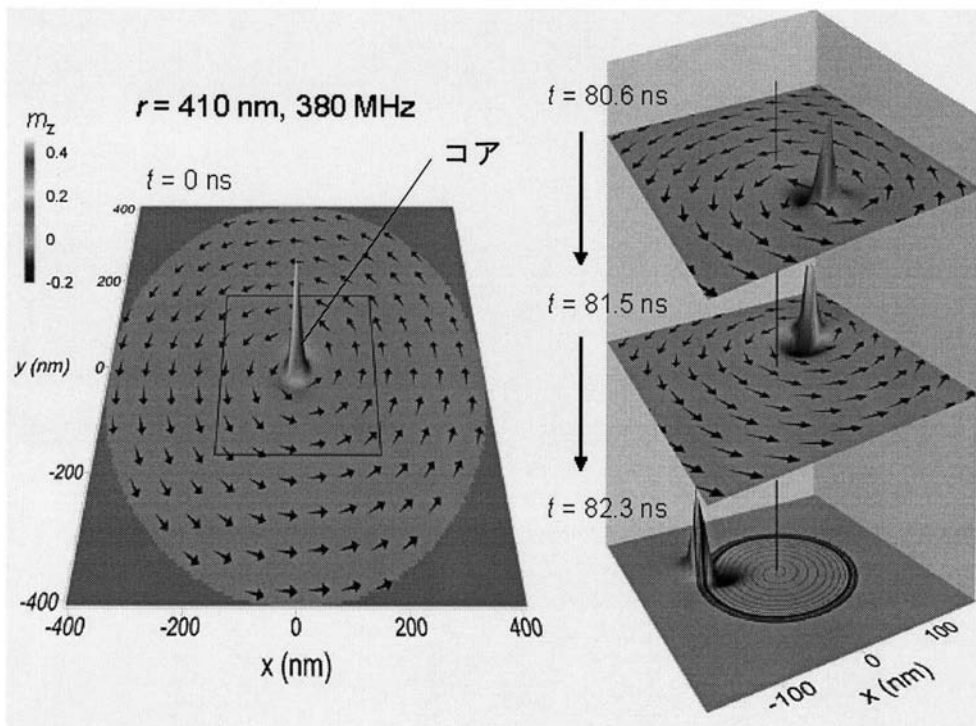 r = 410 nm, 380 MHz
m_z
0.4
0.2
0
-0.2
t = 0 ns
コア
400
200
y (nm)
0
-200
-400
-400
-200
0
200
400
x (nm)
t = 80.6 ns
t = 81.5 ns
t = 82.3 ns
-100
0
100
x (nm)